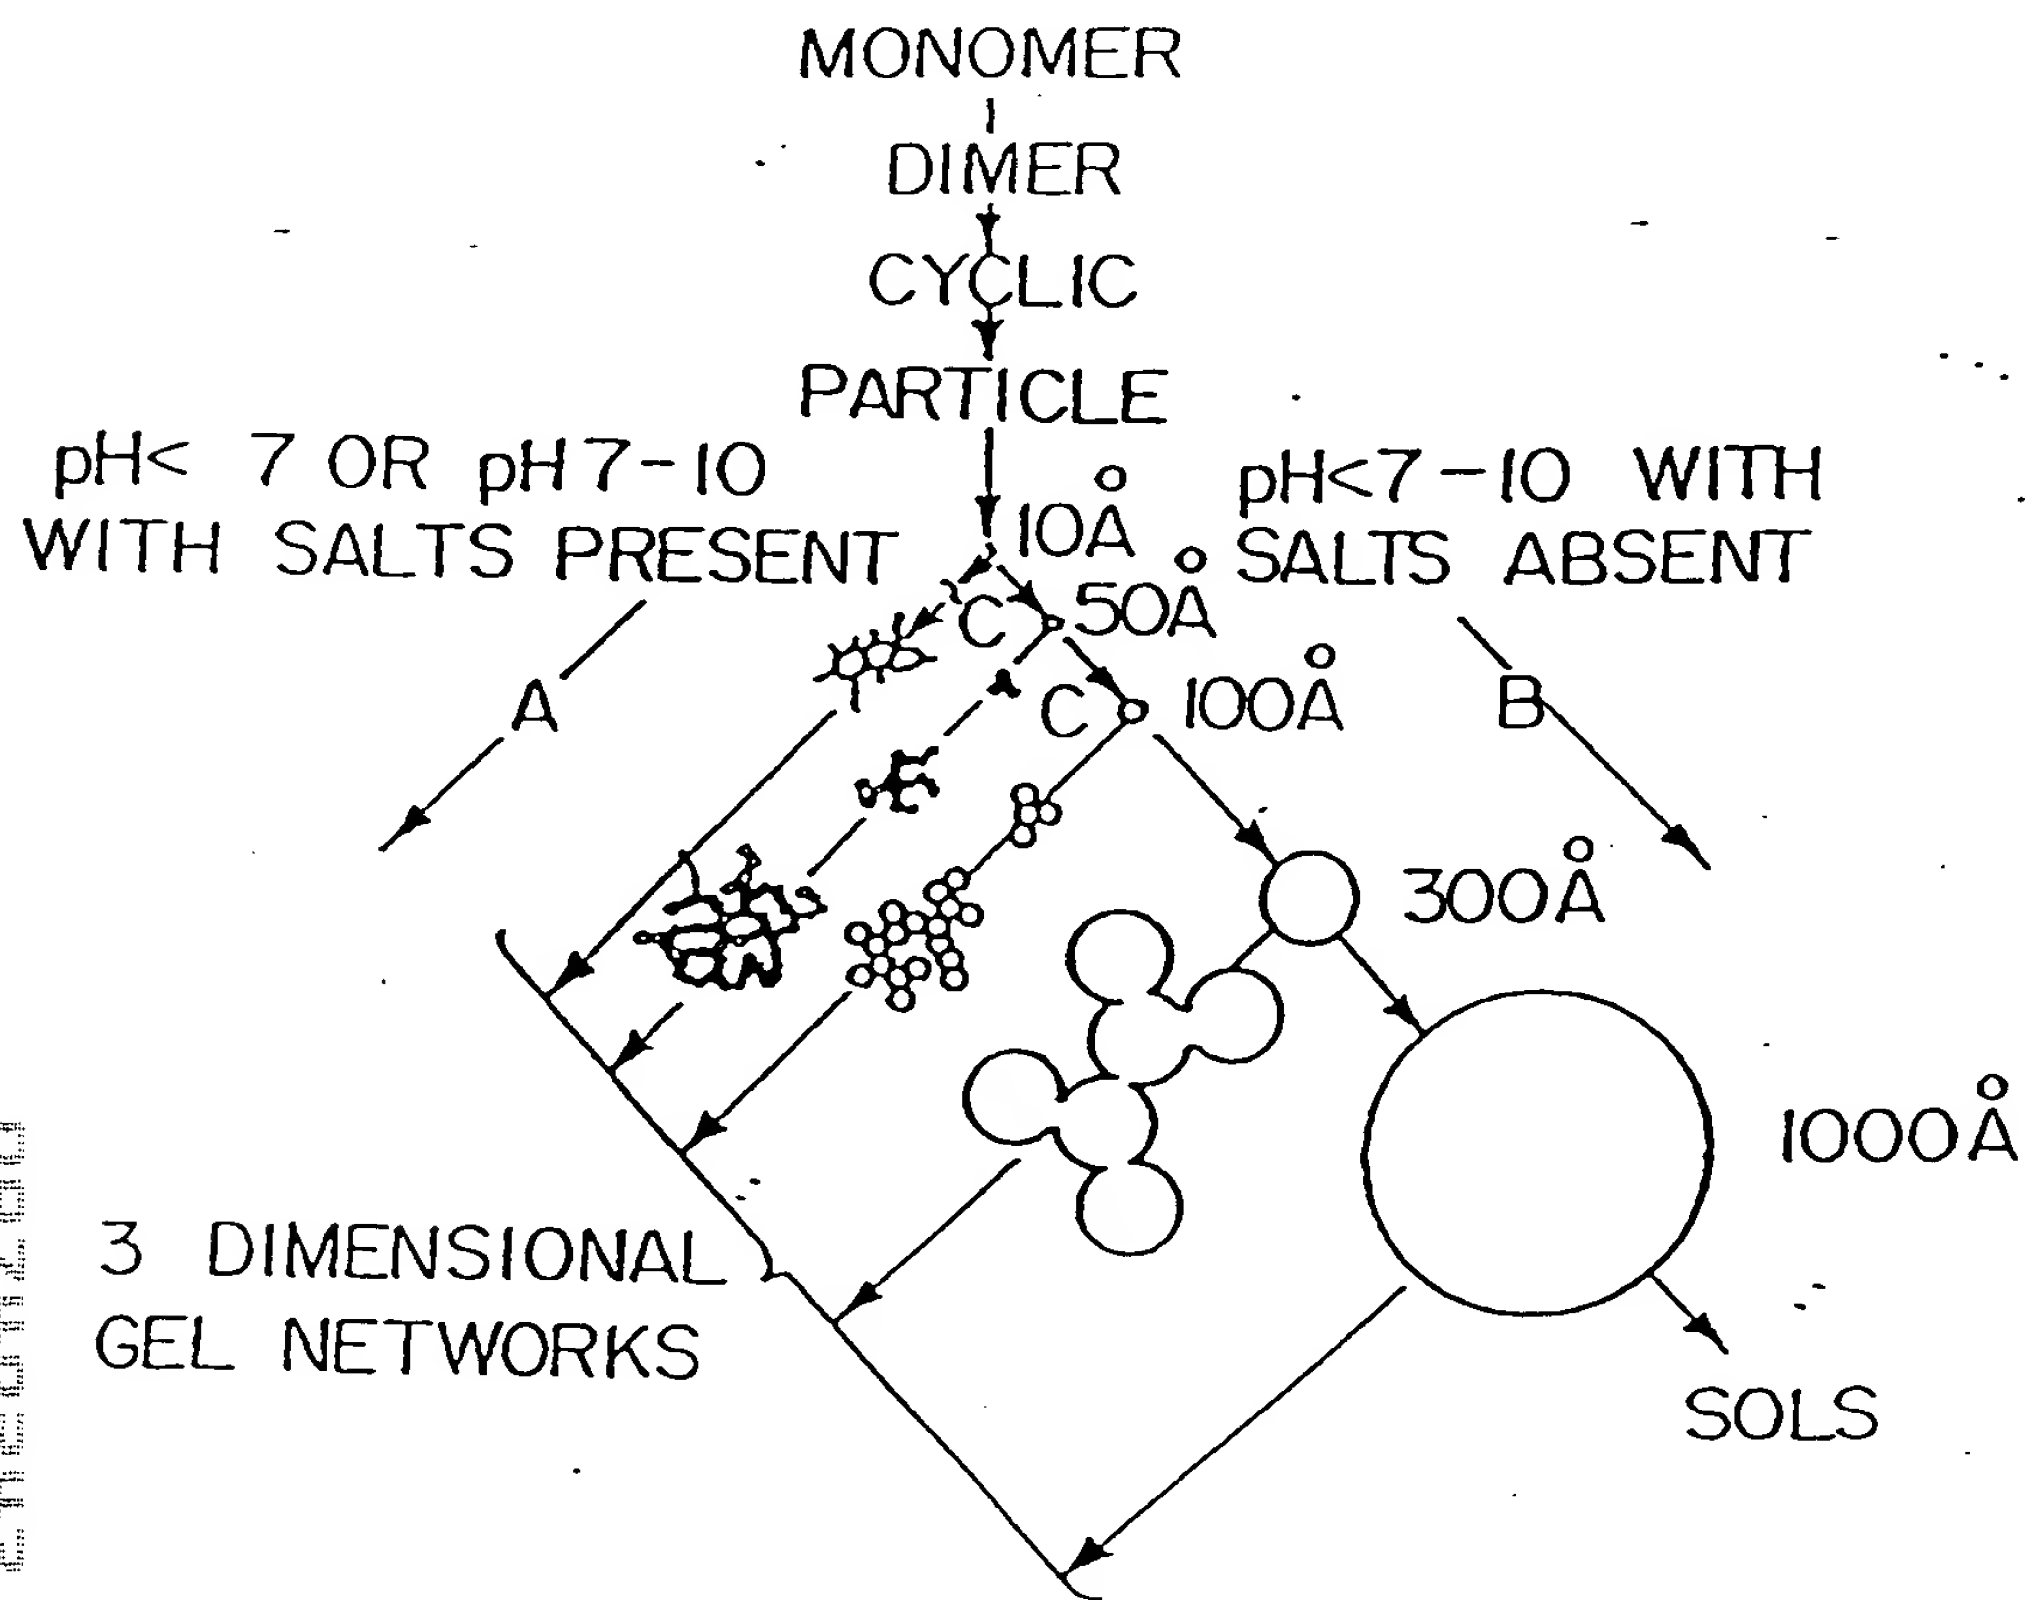 MONOMER
DIMER
CYCLIC
PARTICLE
pH< 7 OR pH 7-10
WITH SALTS PRESENT
pH<7-10 WITH
SALTS ABSENT
10Å
C
50Å
C
100Å
A
B
300Å
1000Å
3 DIMENSIONAL
GEL NETWORKS
SOLS